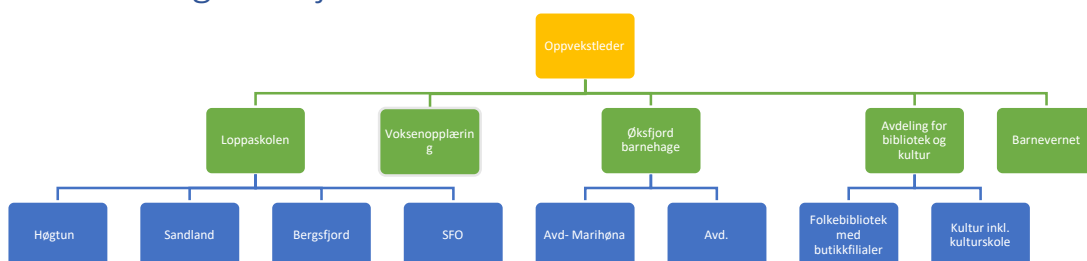 Oppvekstleder
Loppaskolen
Voksenopplærin
g
Øksfjord
barnehage
Avdeling for
bibliotek og
kultur
Barnevernet
Høgtun
Sandland
Bergsfjord
SFO
Avd- Marihøna
Avd.
Folkebibliotek
med
butikkfilialer
Kultur inkl.
kulturskole